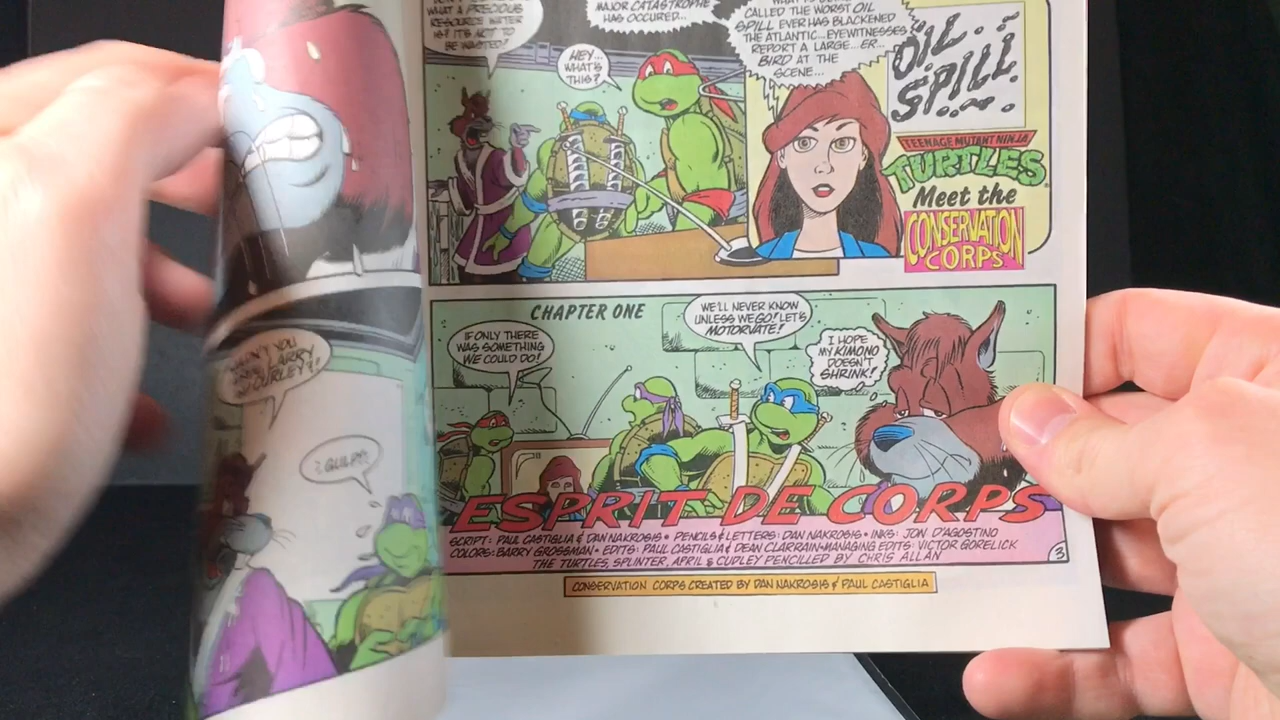 WHAT A PRECIOUS
RESOURCE WATER
IS? IT'S NOT TO
BE WASTED!
MAJOR CATASTROPHE
HAS OCCURED...
HEY...
WHAT'S
THIS?
CALLED THE WORST OIL
SPILL EVER HAS BLACKENED
THE ATLANTIC...EYEWITNESSES
REPORT A LARGE...ER...
BIRD AT THE
SCENE...
OIL
SPILL
TEENAGE MUTANT NINJA
TURTLES
Meet the
CONSERVATION
CORPS
CHAPTER ONE
IF ONLY THERE
WAS SOMETHING
WE COULD DO!
WE'LL NEVER KNOW
UNLESS WE GO! LET'S
MOTORVATE!
I HOPE
MY KIMONO
DOESN'T
SHRINK!
ESPRIT DE CORPS
SCRIPT: PAUL CASTIGLIA & DAN NAKROSIS • PENCILS & LETTERS: DAN NAKROSIS • INKS: JON D'AGOSTINO
COLORS: BARRY GROSSMAN • EDITS: PAUL CASTIGLIA & DEAN CLARRAIN • MANAGING EDITS: VICTOR GORELICK
THE TURTLES, SPLINTER, APRIL & CUDLEY PENCILLED BY CHRIS ALLAN
3
CONSERVATION CORPS CREATED BY DAN NAKROSIS & PAUL CASTIGLIA
YOU
LARRY
CURLEY?
GULP!